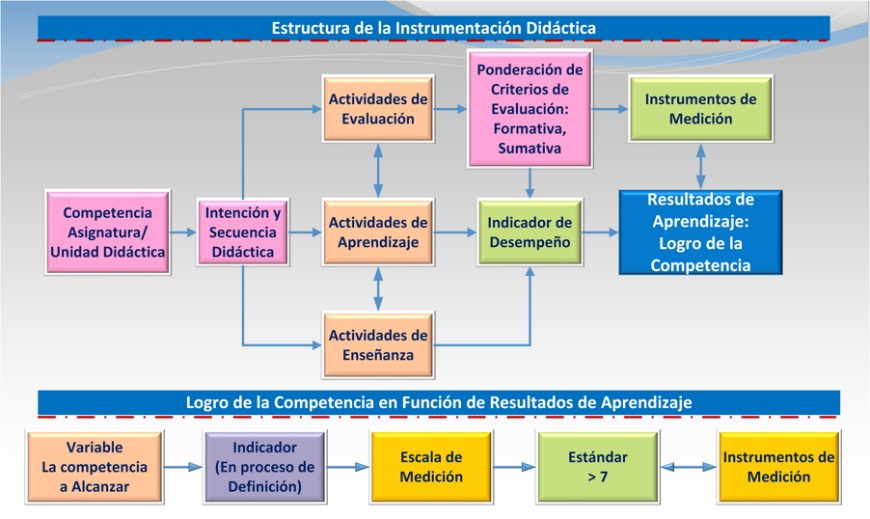 Estructura de la Instrumentación Didáctica
Actividades de
Evaluación
Ponderación de
Criterios de
Evaluación:
Formativa,
Sumativa
Instrumentos de
Medición
Competencia
Asignatura/
Unidad Didáctica
Intención y
Secuencia
Didáctica
Actividades de
Aprendizaje
Indicador de
Desempeño
Resultados de
Aprendizaje:
Logro de la
Competencia
Actividades de
Enseñanza
Logro de la Competencia en Función de Resultados de Aprendizaje
Variable
La competencia
a Alcanzar
Indicador
(En proceso de
Definición)
Escala de
Medición
Estándar
> 7
Instrumentos de
Medición